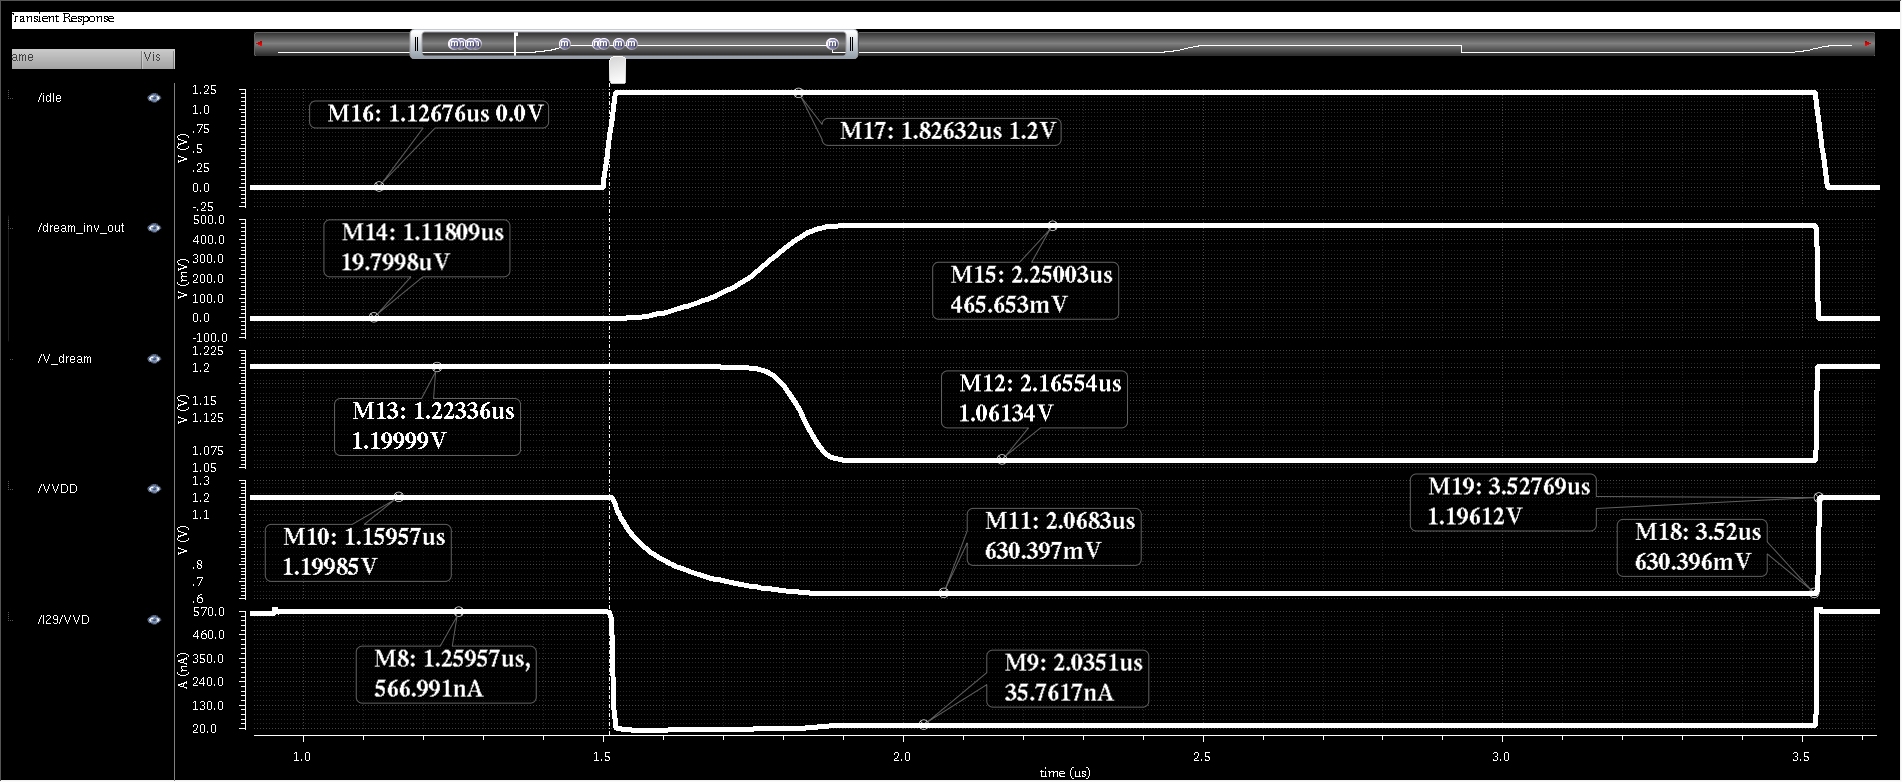 Transient Response
ame Vis
/idle
V (V)
1.25
1.0
.75
.5
.25
0.0
-.25
M16: 1.12676us 0.0V
M17: 1.82632us 1.2V
/dream_inv_out
V (mV)
500.0
400.0
300.0
200.0
100.0
0.0
-100.0
M14: 1.11809us
19.7998uV
M15: 2.25003us
465.653mV
/V_dream
V (V)
1.225
1.2
1.15
1.125
1.075
1.05
M13: 1.22336us
1.19999V
M12: 2.16554us
1.06134V
/VVDD
V (V)
1.3
1.2
1.1
.8
.7
.6
M10: 1.15957us
1.19985V
M11: 2.0683us
630.397mV
M19: 3.52769us
1.19612V
M18: 3.52us
630.396mV
/I29/VVD
A (nA)
570.0
460.0
350.0
240.0
130.0
20.0
M8: 1.25957us,
566.991nA
M9: 2.0351us
35.7617nA
1.0 1.5 2.0 2.5 3.0 3.5
time (us)